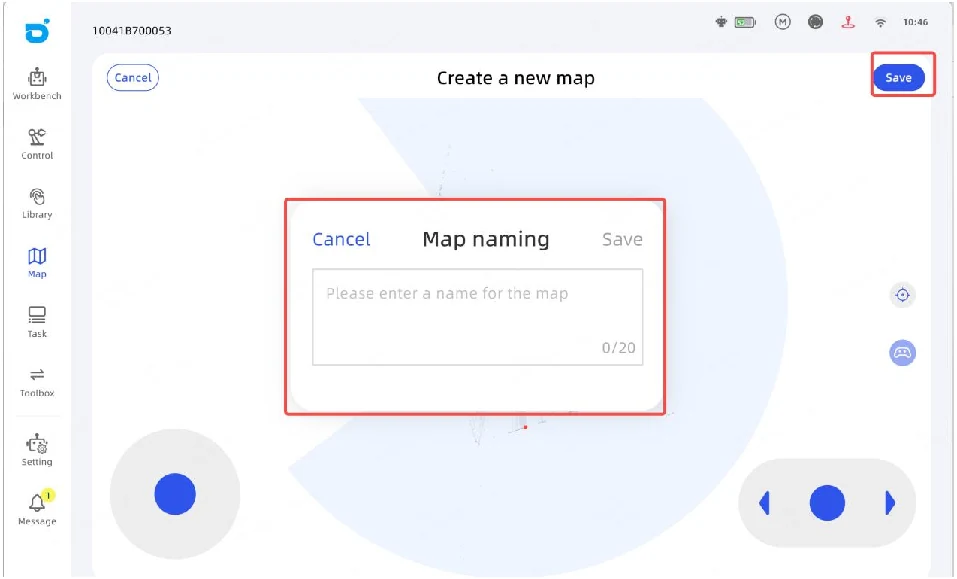 10041B700053
M
10:46
Workbench
Control
Library
Map
Task
Toolbox
Setting
1
Message
Cancel
Create a new map
Save
Cancel
Map naming
Save
Please enter a name for the map
0/20